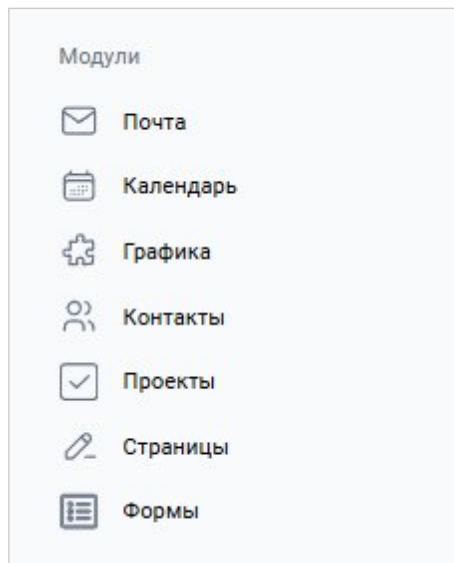 Модули
Почта
Календарь
Графика
Контакты
Проекты
Страницы
Формы